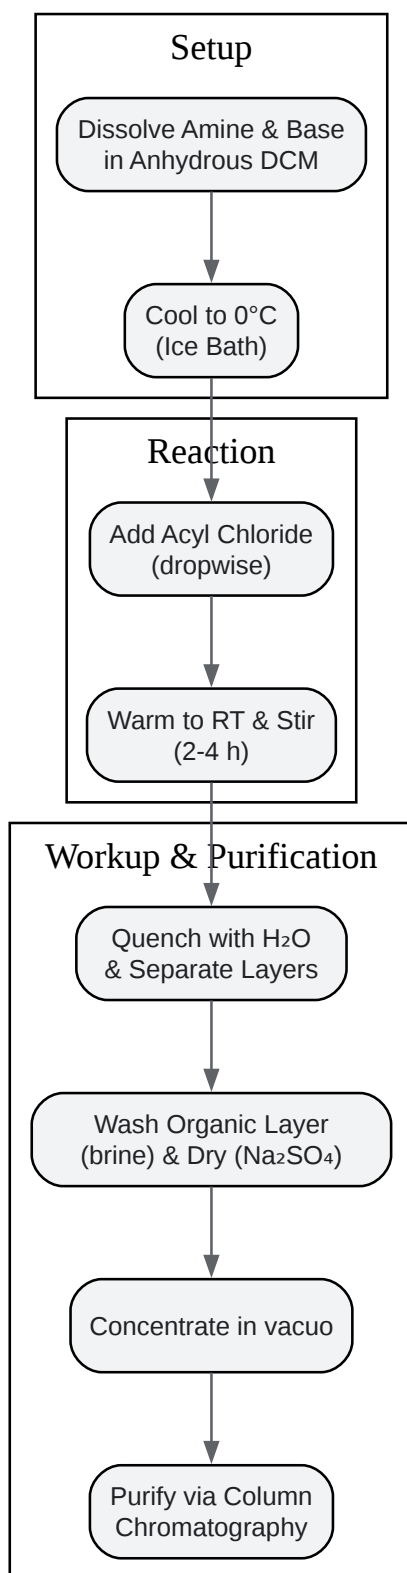 Setup
Dissolve Amine & Base
in Anhydrous DCM
Cool to 0°C
(Ice Bath)
Reaction
Add Acyl Chloride
(dropwise)
Warm to RT & Stir
(2-4 h)
Workup & Purification
Quench with H₂O
& Separate Layers
Wash Organic Layer
(brine) & Dry (Na₂SO₄)
Concentrate in vacuo
Purify via Column
Chromatography